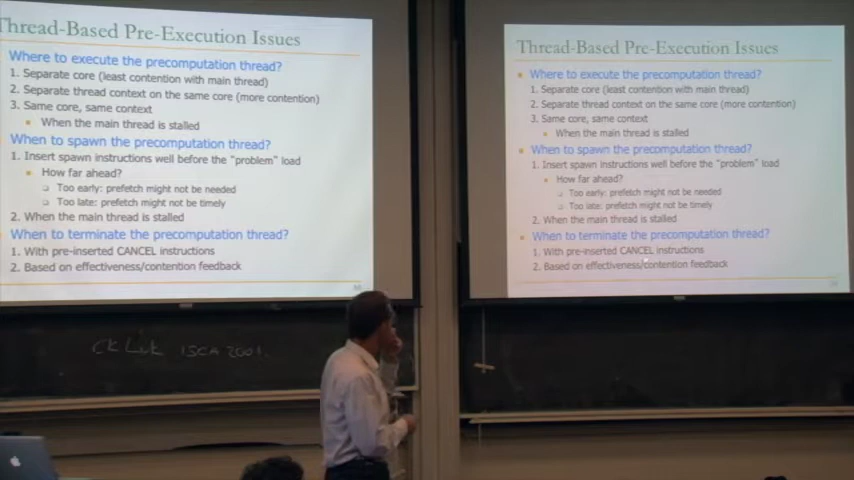 Thread-Based Pre-Execution Issues
Where to execute the precomputation thread?
1. Separate core (least contention with main thread)
2. Separate thread context on the same core (more contention)
3. Same core, same context
When the main thread is stalled
When to spawn the precomputation thread?
1. Insert spawn instructions well before the "problem" load
How far ahead?
Too early: prefetch might not be needed
Too late: prefetch might not be timely
2. When the main thread is stalled
When to terminate the precomputation thread?
1. With pre-inserted CANCEL instructions
2. Based on effectiveness/contention feedback
CK Luk ISCA 2001.
Thread-Based Pre-Execution Issues
Where to execute the precomputation thread?
1. Separate core (least contention with main thread)
2. Separate thread context on the same core (more contention)
3. Same core, same context
When the main thread is stalled
When to spawn the precomputation thread?
1. Insert spawn instructions well before the "problem" load
How far ahead?
Too early: prefetch might not be needed
Too late: prefetch might not be timely
2. When the main thread is stalled
When to terminate the precomputation thread?
1. With pre-inserted CANCEL instructions
2. Based on effectiveness/contention feedback